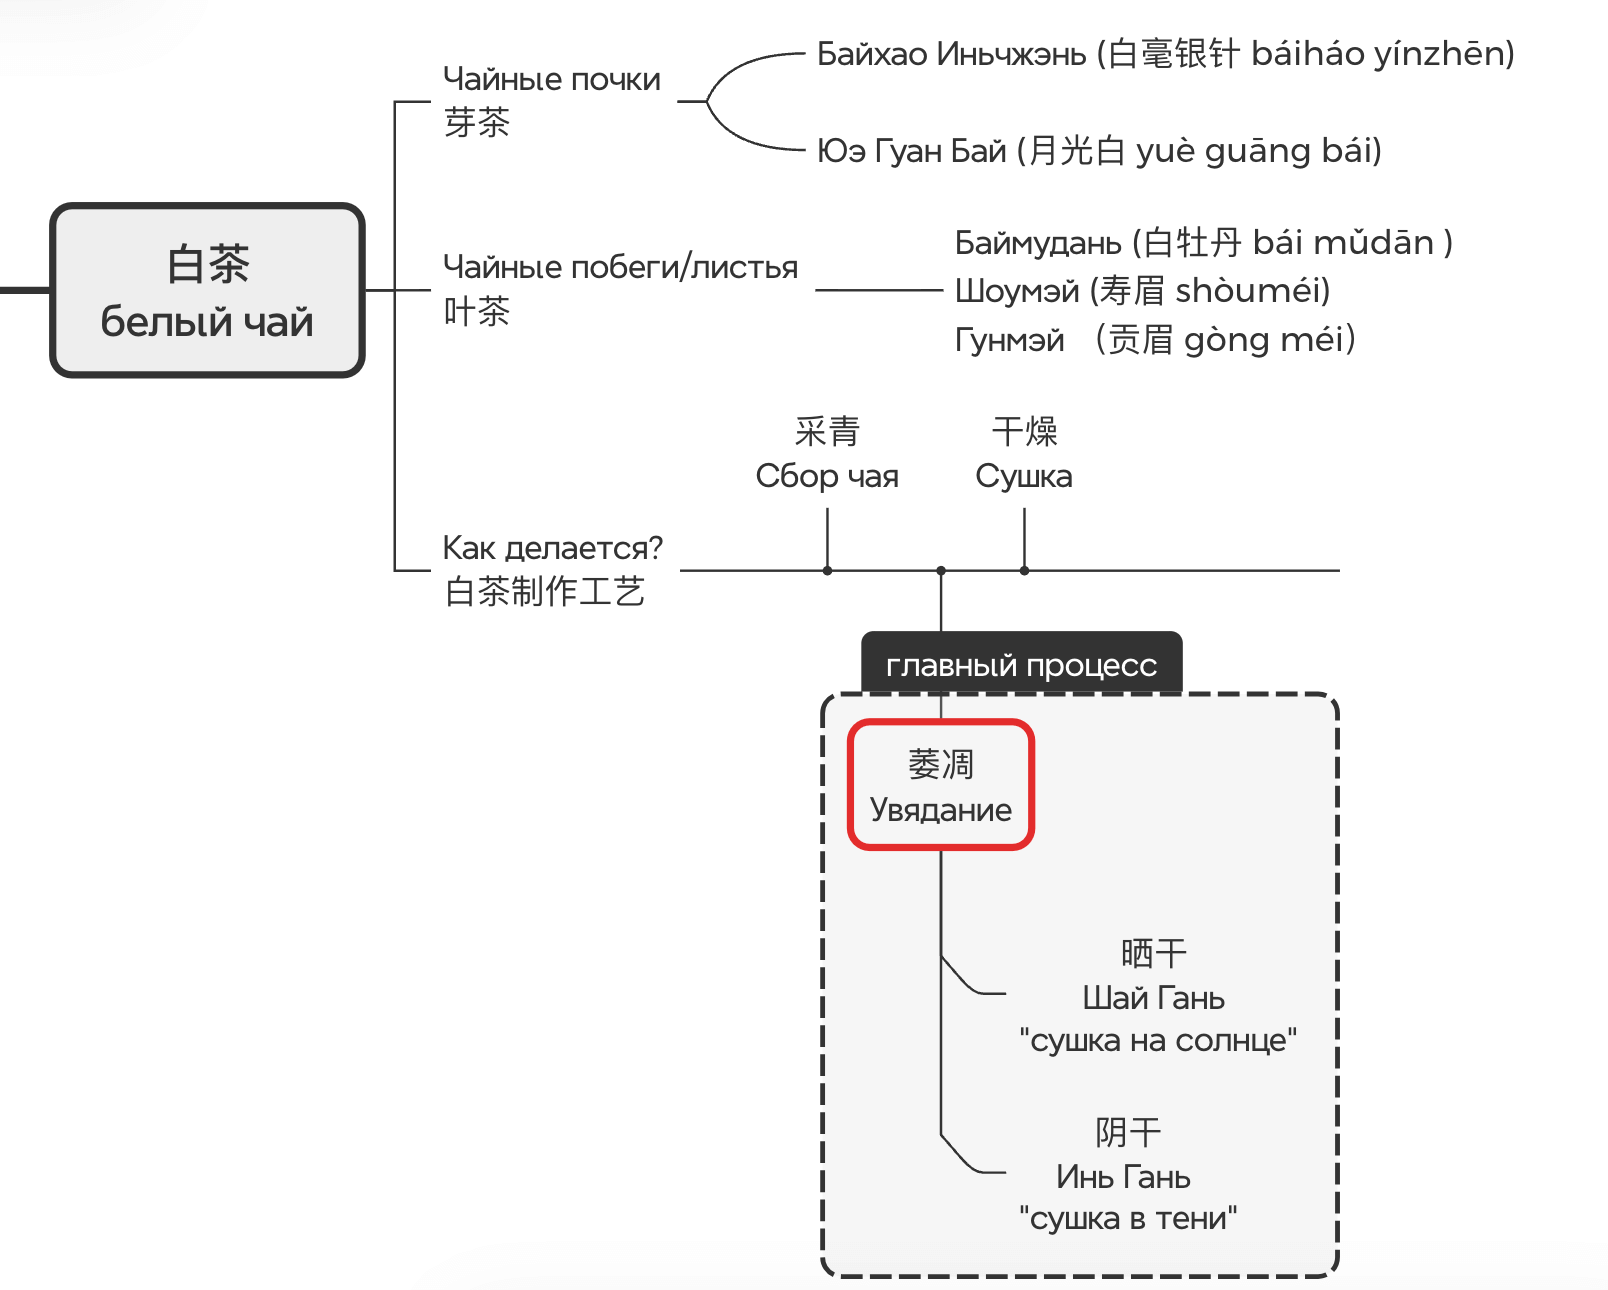 白茶
белый чай
Чайные почки
芽茶
Байхао Иньчжэнь (白毫银针 báiháo yínzhēn)
Юэ Гуан Бай (月光白 yuè guāng bái)
Чайные побеги/листья
叶茶
Баймудань (白牡丹 bái mǔdān )
Шоумэй (寿眉 shòuméi)
Гунмэй （贡眉 gòng méi）
Как делается?
白茶制作工艺
采青
Сбор чая
干燥
Сушка
главный процесс
萎凋
Увядание
晒干
Шай Гань
"сушка на солнце"
阴干
Инь Гань
"сушка в тени"